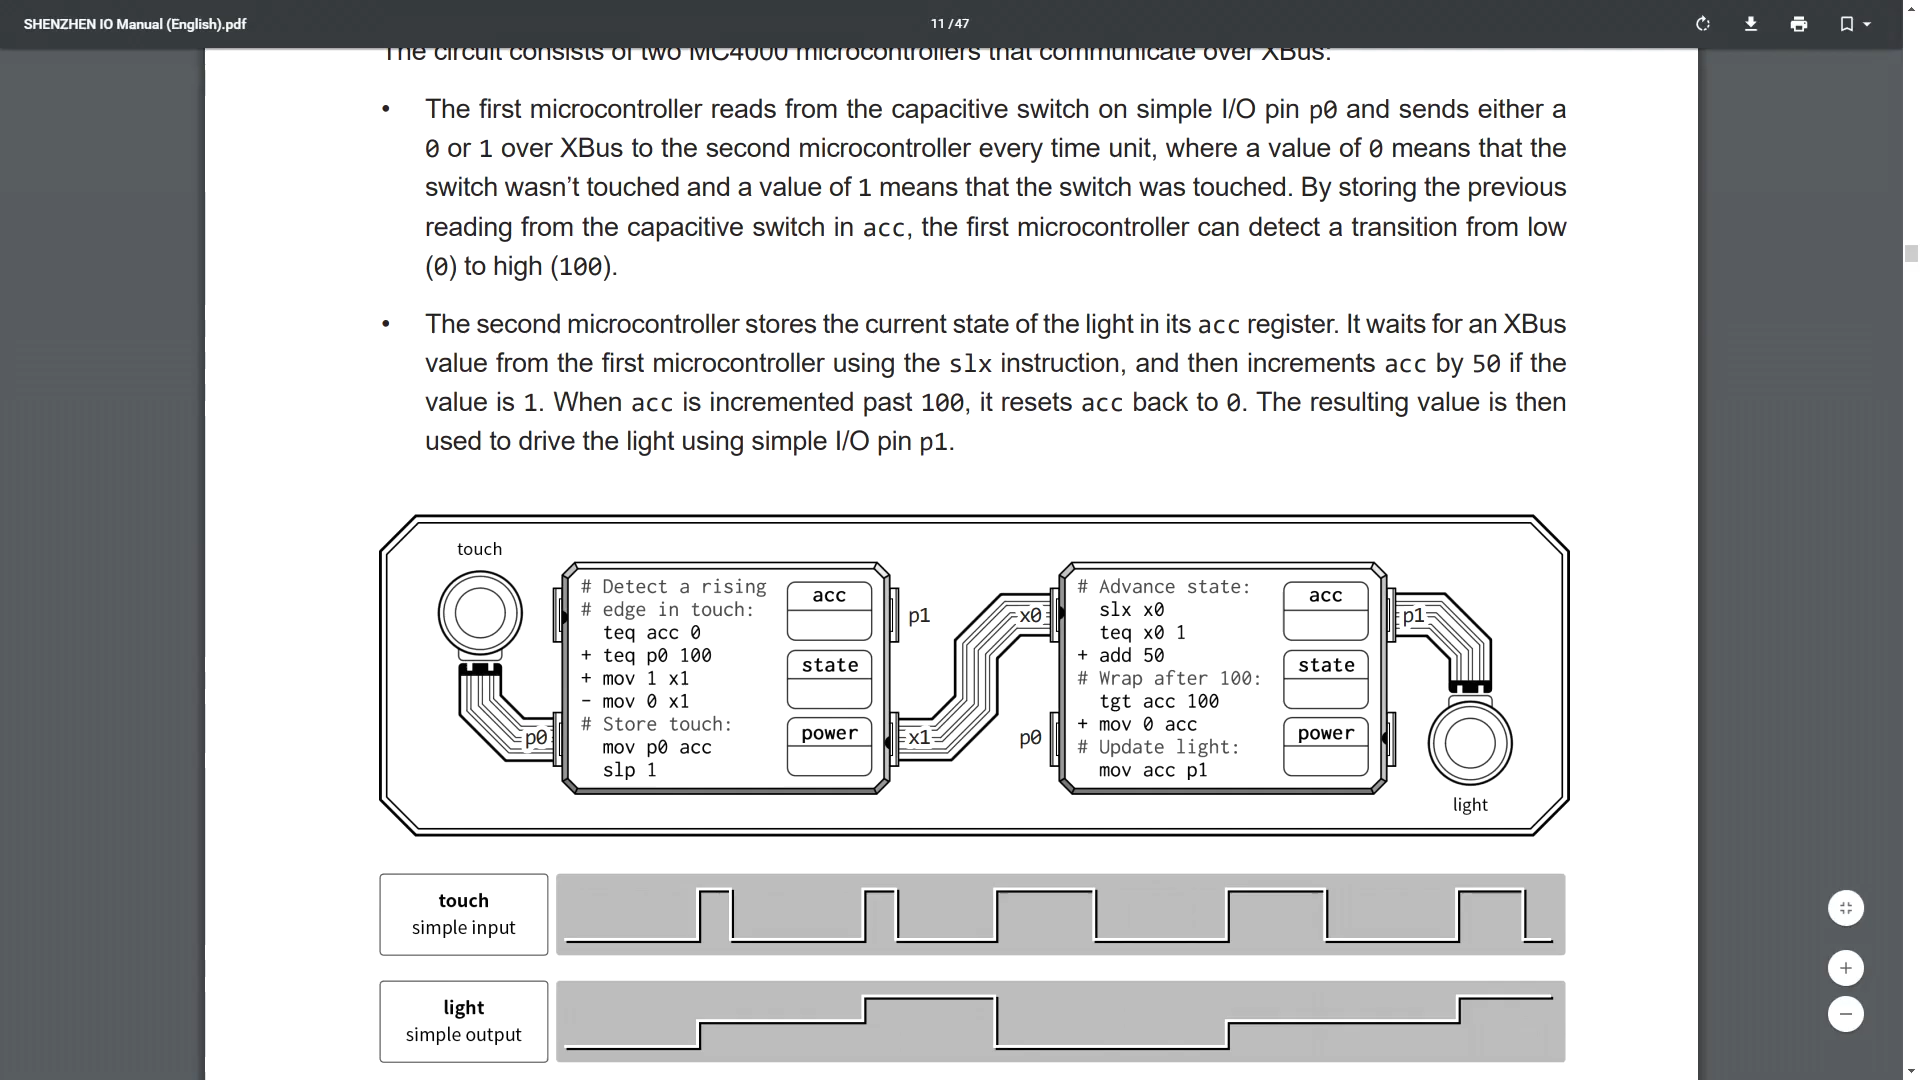 SHENZHEN IO Manual (English).pdf
11 / 47
The circuit consists of two MC4000 microcontrollers that communicate over XBus:
• The first microcontroller reads from the capacitive switch on simple I/O pin p0 and sends either a
0 or 1 over XBus to the second microcontroller every time unit, where a value of 0 means that the
switch wasn’t touched and a value of 1 means that the switch was touched. By storing the previous
reading from the capacitive switch in acc, the first microcontroller can detect a transition from low
(0) to high (100).
• The second microcontroller stores the current state of the light in its acc register. It waits for an XBus
value from the first microcontroller using the slx instruction, and then increments acc by 50 if the
value is 1. When acc is incremented past 100, it resets acc back to 0. The resulting value is then
used to drive the light using simple I/O pin p1.
touch
p0
# Detect a rising
# edge in touch:
teq acc 0
+ teq p0 100
+ mov 1 x1
- mov 0 x1
# Store touch:
mov p0 acc
slp 1
acc
state
power
p1
x1
x0
p0
# Advance state:
slx x0
teq x0 1
+ add 50
# Wrap after 100:
tgt acc 100
+ mov 0 acc
# Update light:
mov acc p1
acc
state
power
p1
light
touch
simple input
light
simple output